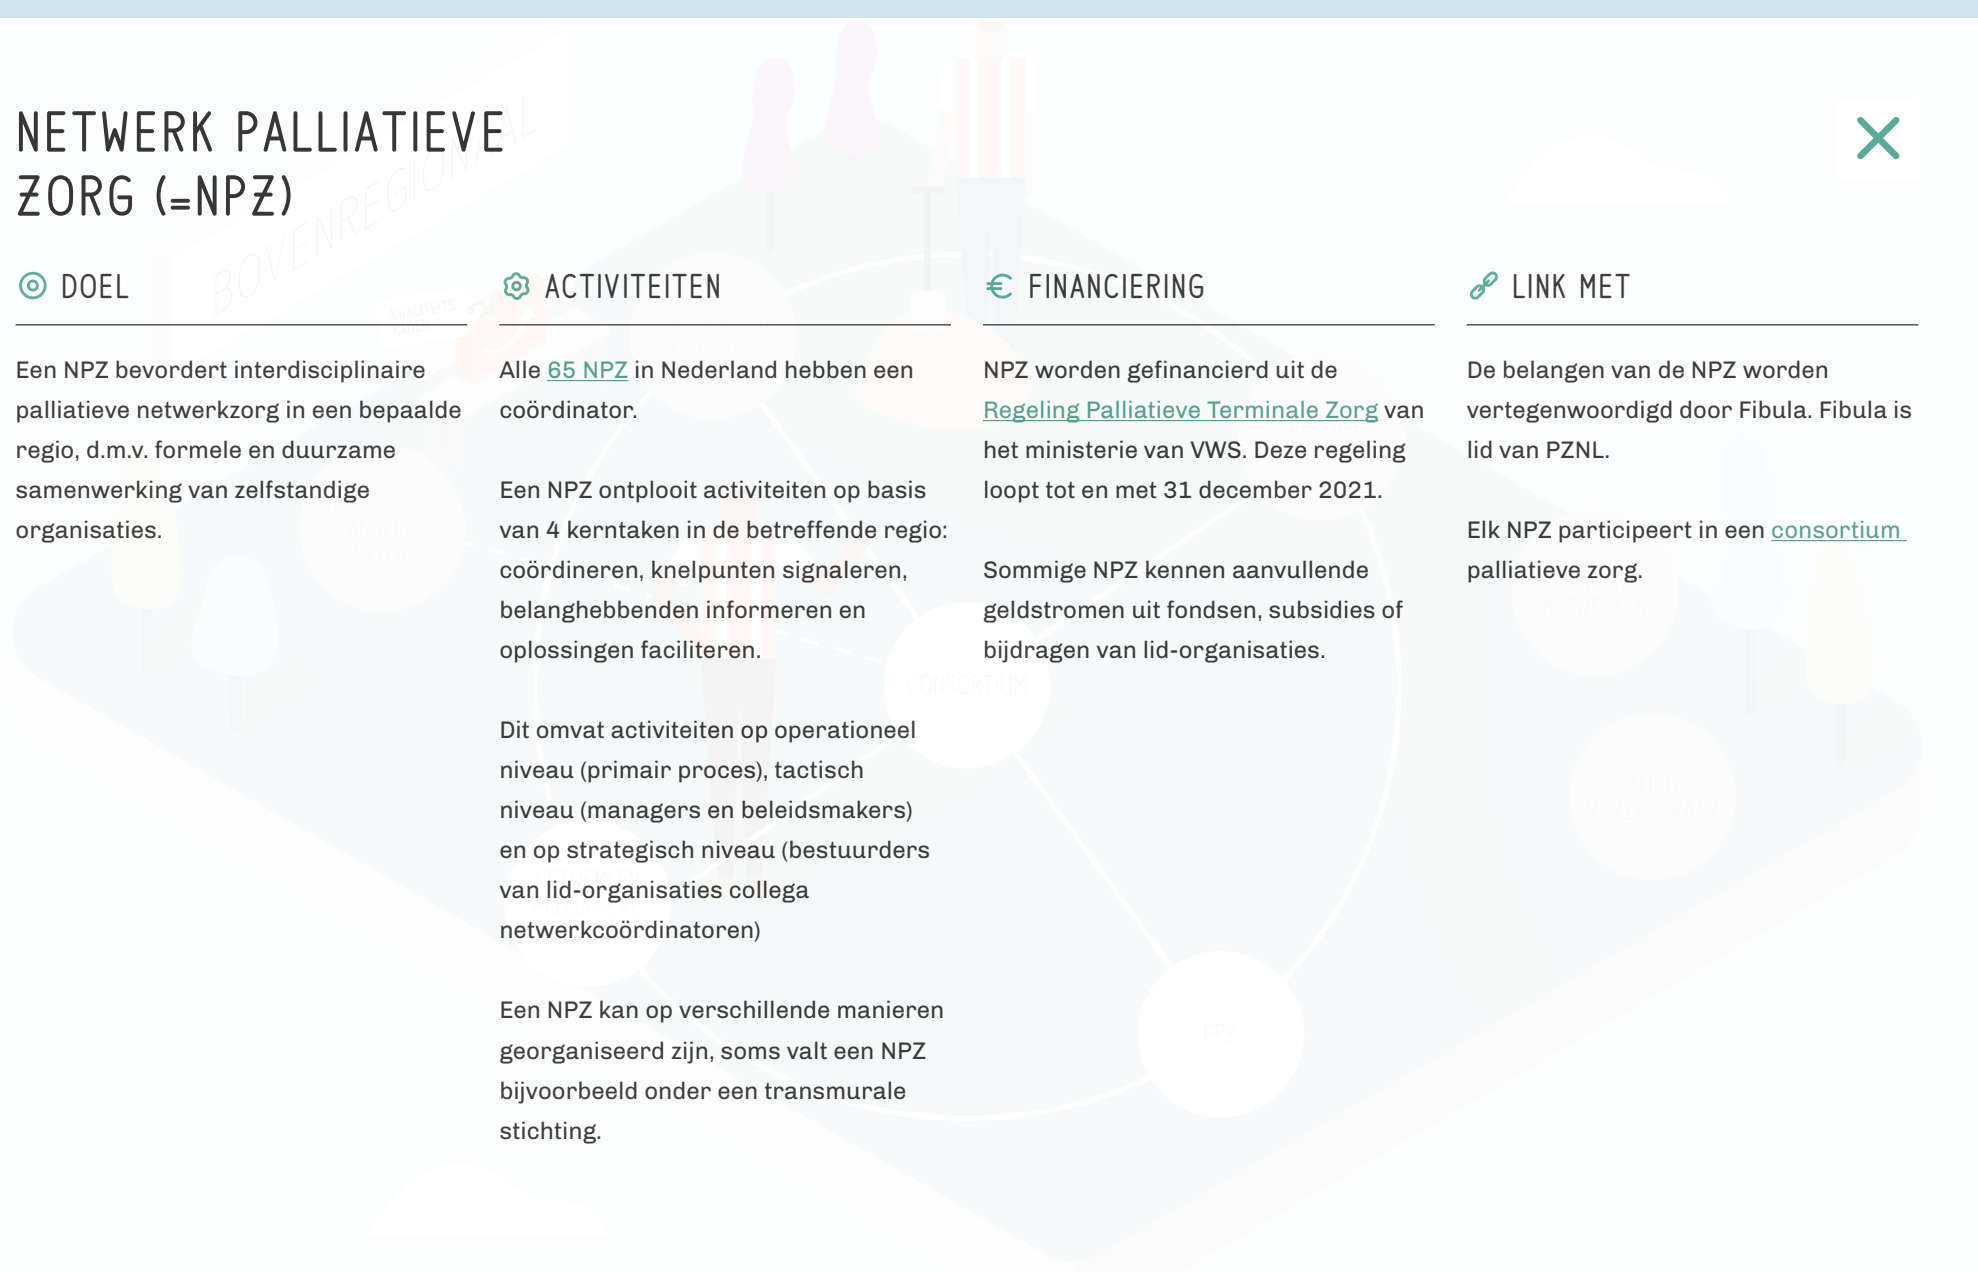 NETWERK PALLIATIEVE
ZORG (=NPZ)
DOEL
Een NPZ bevordert interdisciplinaire
palliatieve netwerkzorg in een bepaalde
regio, d.m.v. formele en duurzame
samenwerking van zelfstandige
organisaties.
ACTIVITEITEN
Alle 65 NPZ in Nederland hebben een
coördinator.
Een NPZ ontplooit activiteiten op basis
van 4 kerntaken in de betreffende regio:
coördineren, knelpunten signaleren,
belanghebbenden informeren en
oplossingen faciliteren.
Dit omvat activiteiten op operationeel
niveau (primair proces), tactisch
niveau (managers en beleidsmakers)
en op strategisch niveau (bestuurders
van lid-organisaties collega
netwerkcoördinatoren)
Een NPZ kan op verschillende manieren
georganiseerd zijn, soms valt een NPZ
bijvoorbeeld onder een transmurale
stichting.
FINANCIERING
NPZ worden gefinancierd uit de
Regeling Palliatieve Terminale Zorg van
het ministerie van VWS. Deze regeling
loopt tot en met 31 december 2021.
Sommige NPZ kennen aanvullende
geldstromen uit fondsen, subsidies of
bijdragen van lid-organisaties.
LINK MET
De belangen van de NPZ worden
vertegenwoordigd door Fibula. Fibula is
lid van PZNL.
Elk NPZ participeert in een consortium
palliatieve zorg.
BOVENREGIONAAL
KWALITEITS
KADER
CONSORTIUM
NETWERKEN
ZORG
VERZEKERAAR
EPZ